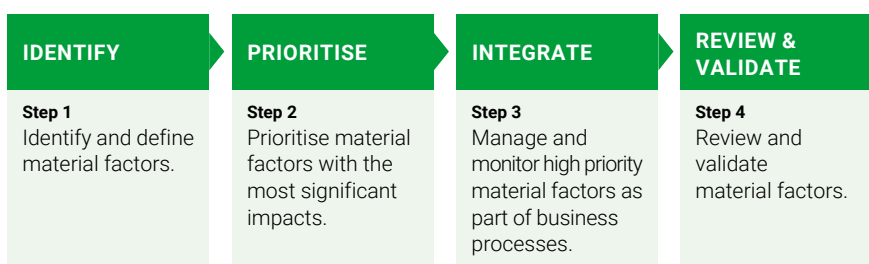 IDENTIFY
Step 1
Identify and define
material factors.
PRIORITISE
Step 2
Prioritise material
factors with the
most significant
impacts.
INTEGRATE
Step 3
Manage and
monitor high priority
material factors as
part of business
processes.
REVIEW &
VALIDATE
Step 4
Review and
validate
material factors.